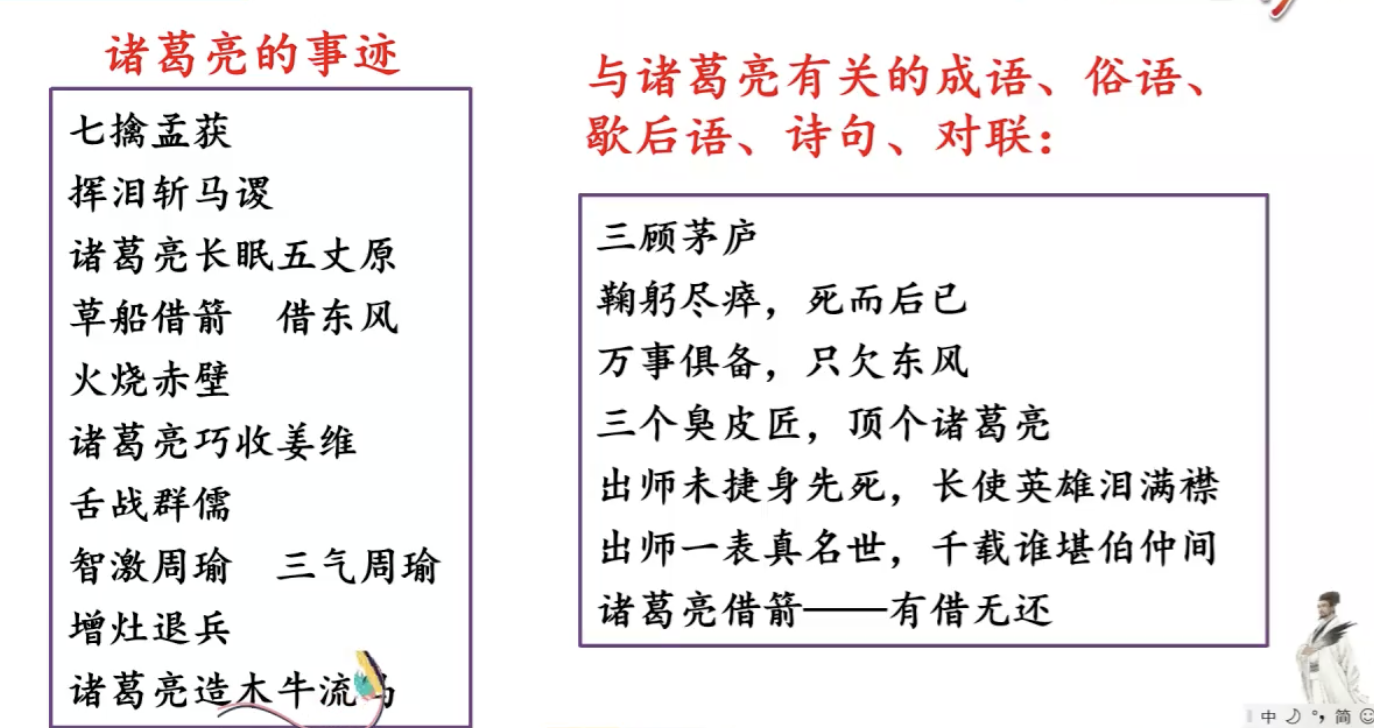 诸葛亮的事迹
七擒孟获
挥泪斩马谡
诸葛亮长眠五丈原
草船借箭 借东风
火烧赤壁
诸葛亮巧收姜维
舌战群儒
智激周瑜 三气周瑜
增灶退兵
诸葛亮造木牛流马
与诸葛亮有关的成语、俗语、
歇后语、诗句、对联：
三顾茅庐
鞠躬尽瘁，死而后已
万事俱备，只欠东风
三个臭皮匠，顶个诸葛亮
出师未捷身先死，长使英雄泪满襟
出师一表真名世，千载谁堪伯仲间
诸葛亮借箭——有借无还
中 简